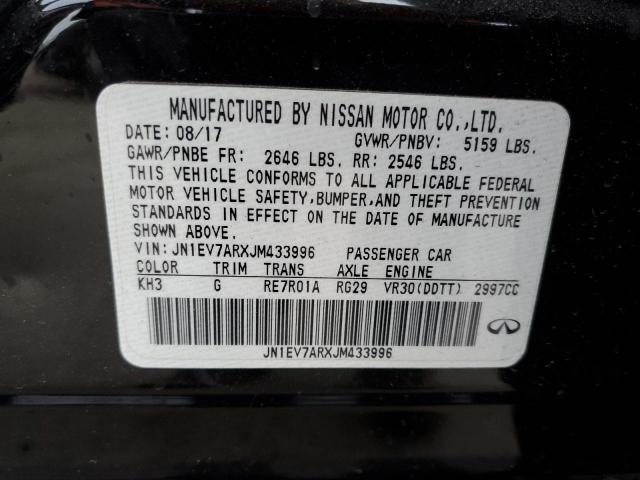 MANUFACTURED BY NISSAN MOTOR CO.,LTD.
DATE: 08/17 GVWR/PNBV: 5159 LBS.
GAWR/PNBE FR: 2646 LBS. RR: 2546 LBS.
THIS VEHICLE CONFORMS TO ALL APPLICABLE FEDERAL
MOTOR VEHICLE SAFETY,BUMPER,AND THEFT PREVENTION
STANDARDS IN EFFECT ON THE DATE OF MANUFACTURE
SHOWN ABOVE.
VIN: JN1EV7ARXJM433996 PASSENGER CAR
COLOR TRIM TRANS AXLE ENGINE
KH3 G RE7R01A RG29 VR30(DDTT) 2997CC
JN1EV7ARXJM433996